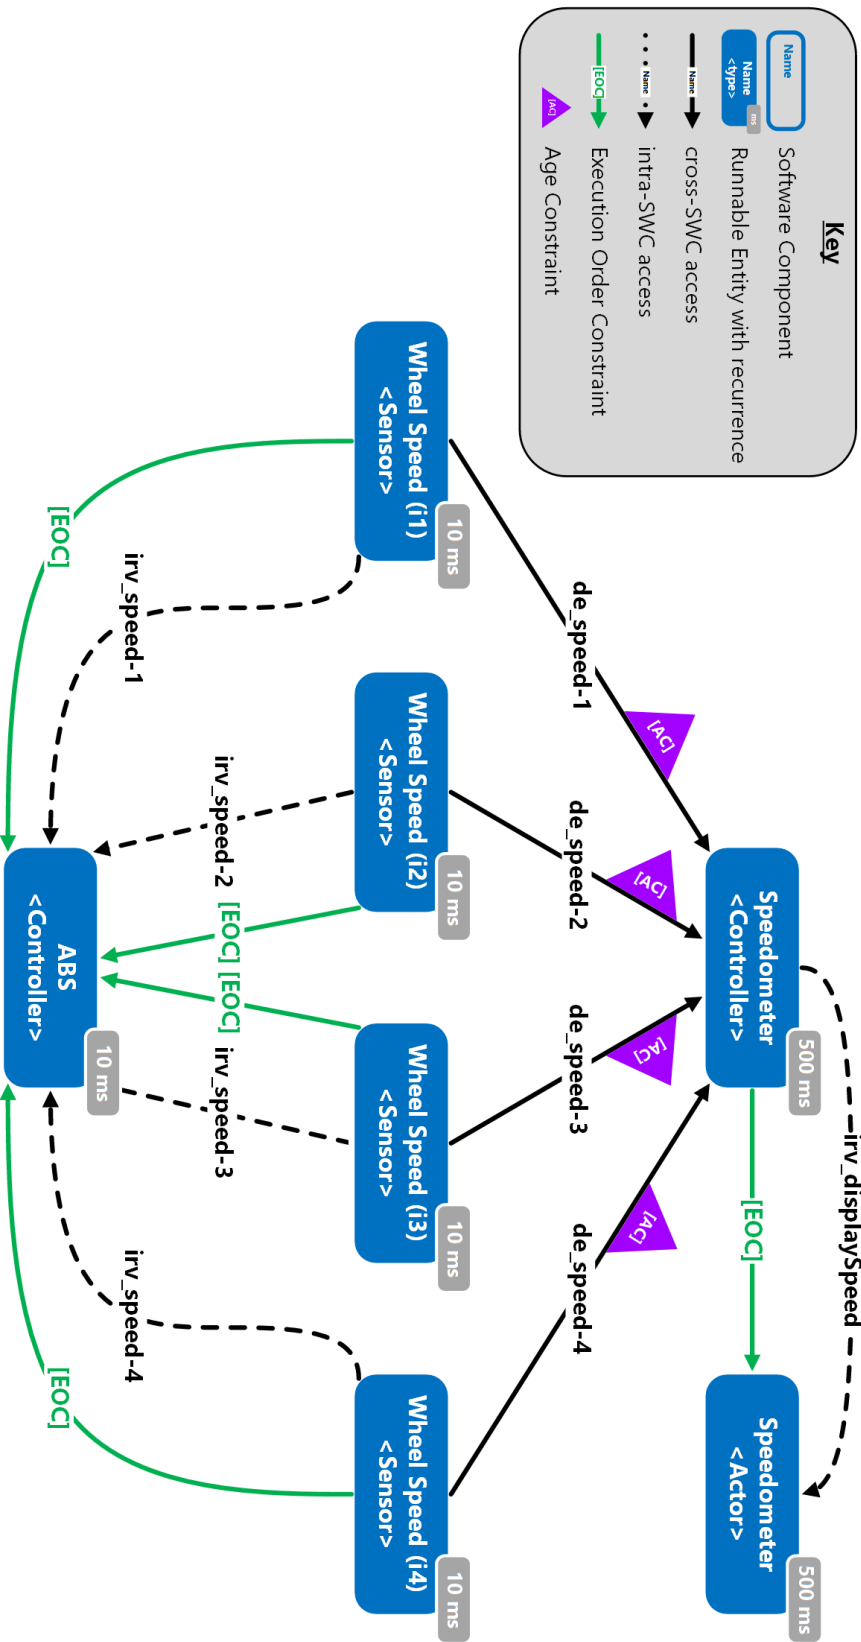 Key
Name
Software Component
Name
<type>
ms
Runnable Entity with recurrence
Name
cross-SWC access
Name
intra-SWC access
[EOC]
Execution Order Constraint
[AC]
Age Constraint
irv_displaySpeed
Speedometer
<Controller>
500 ms
[EOC]
Speedometer
<Actor>
500 ms
de_speed-1
[AC]
de_speed-2
[AC]
de_speed-3
[AC]
de_speed-4
[AC]
Wheel Speed (i1)
<Sensor>
10 ms
Wheel Speed (i2)
<Sensor>
10 ms
Wheel Speed (i3)
<Sensor>
10 ms
Wheel Speed (i4)
<Sensor>
10 ms
irv_speed-2
[EOC]
[EOC]
irv_speed-3
irv_speed-1
irv_speed-4
[EOC]
[EOC]
ABS
<Controller>
10 ms